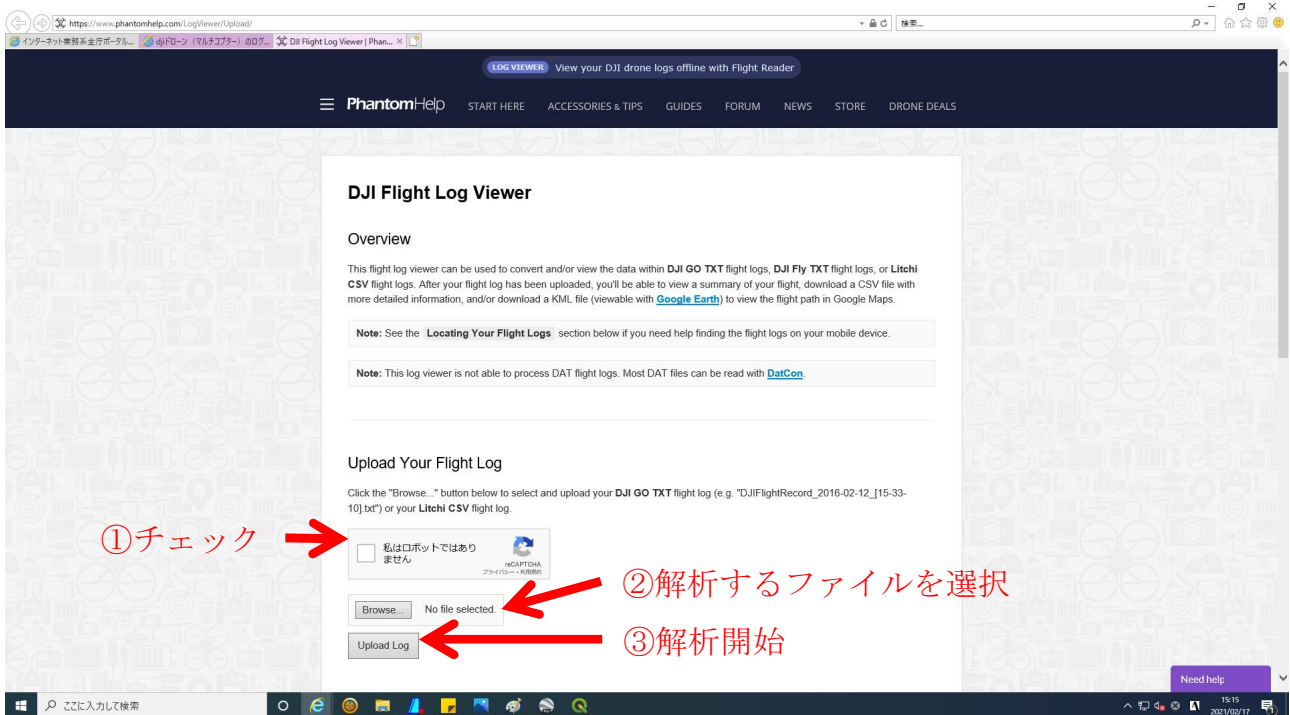 https://www.phantomhelp.com/LogViewer/Upload/
検索...
インターネット業務系全庁ポータル...
djiドローン（マルチコプター）のログ...
DJI Flight Log Viewer | Phan...
LOG VIEWER View your DJI drone logs offline with Flight Reader
PhantomHelp START HERE ACCESSORIES & TIPS GUIDES FORUM NEWS STORE DRONE DEALS
DJI Flight Log Viewer
Overview
This flight log viewer can be used to convert and/or view the data within DJI GO TXT flight logs, DJI Fly TXT flight logs, or Litchi
CSV flight logs. After your flight log has been uploaded, you'll be able to view a summary of your flight, download a CSV file with
more detailed information, and/or download a KML file (viewable with Google Earth) to view the flight path in Google Maps.
Note: See the Locating Your Flight Logs section below if you need help finding the flight logs on your mobile device.
Note: This log viewer is not able to process DAT flight logs. Most DAT files can be read with DatCon.
Upload Your Flight Log
Click the "Browse..." button below to select and upload your DJI GO TXT flight log (e.g. "DJIFlightRecord_2016-02-12_[15-33-
10].txt") or your Litchi CSV flight log.
①チェック
私はロボットではあり
ません
reCAPTCHA
プライバシー - 利用規約
②解析するファイルを選択
Browse... No file selected.
③解析開始
Upload Log
Need help
ここに入力して検索
15:15
2021/02/17